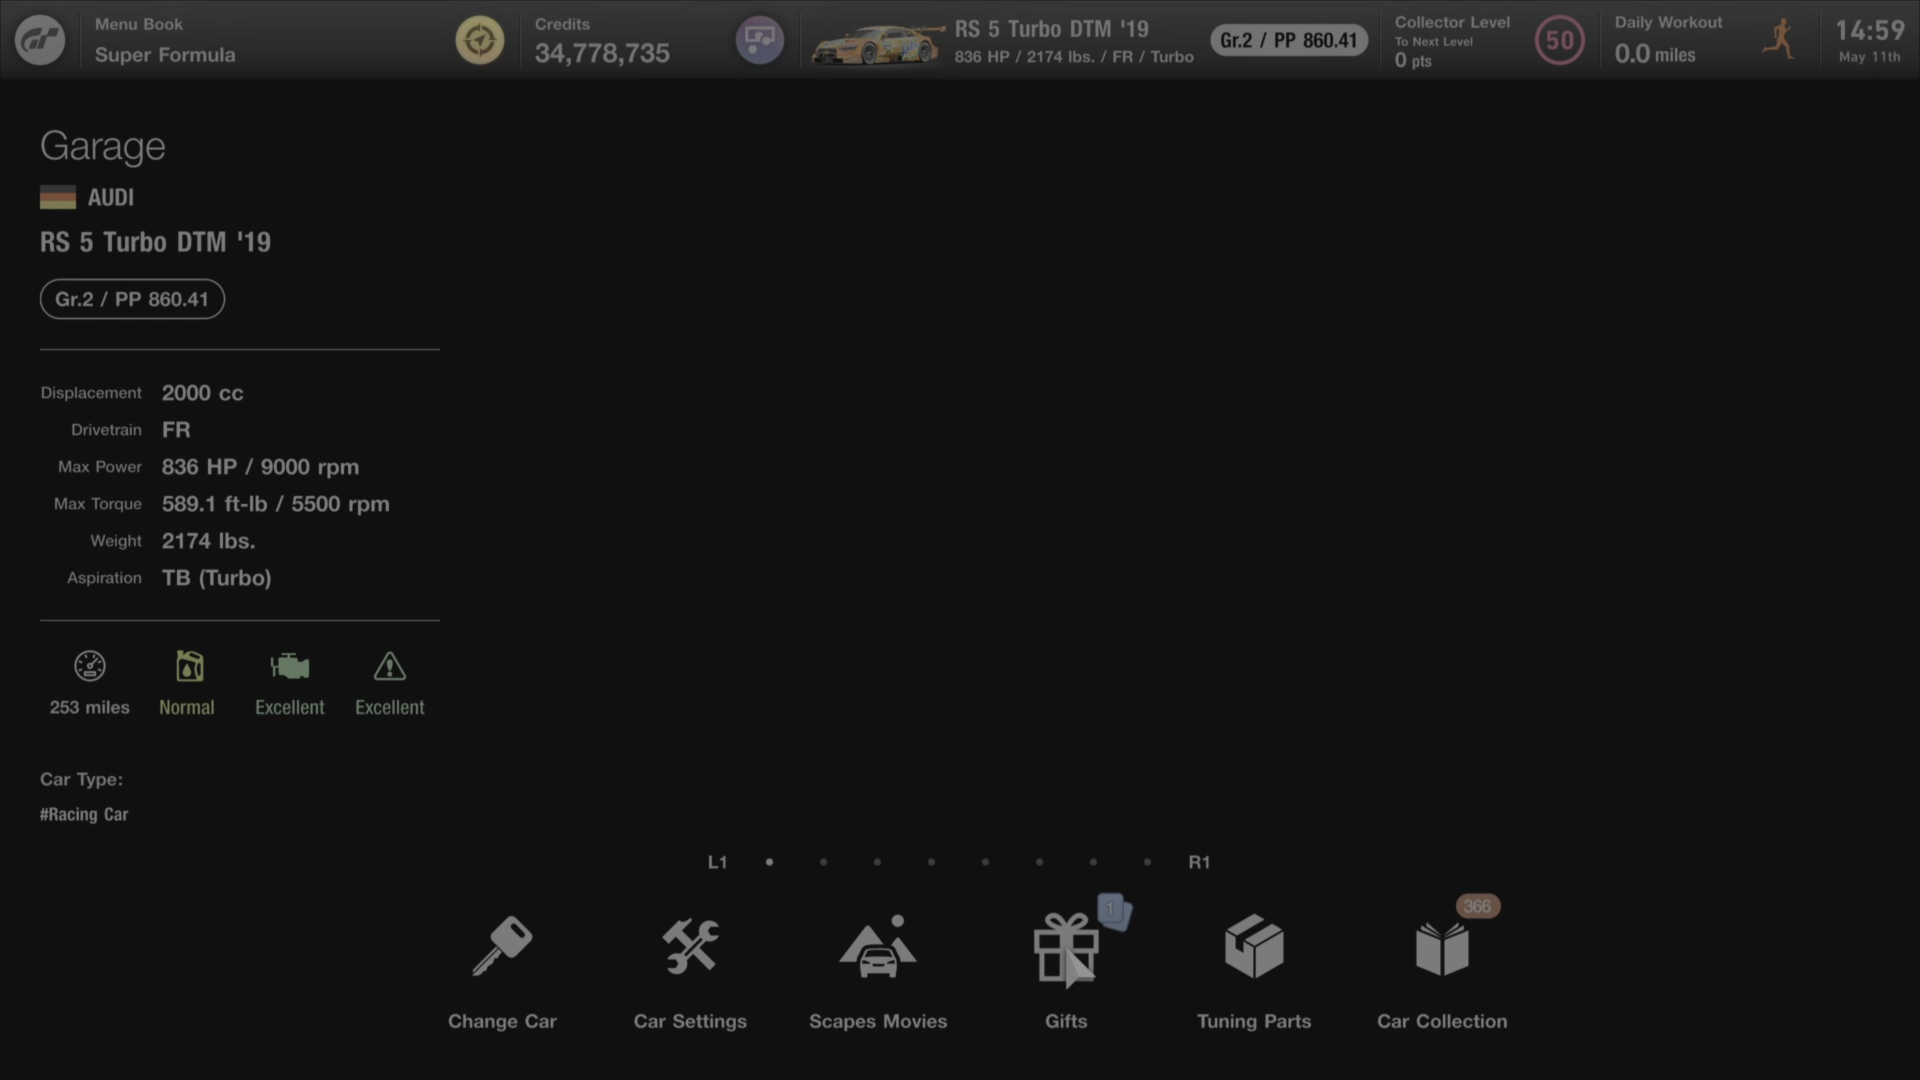 Menu Book
Super Formula
Credits
34,778,735
RS 5 Turbo DTM '19
836 HP / 2174 lbs. / FR / Turbo
Gr.2 / PP 860.41
Collector Level
To Next Level
0 pts
50
Daily Workout
0.0 miles
14:59
May 11th
Garage
AUDI
RS 5 Turbo DTM '19
Gr.2 / PP 860.41
Displacement 2000 cc
Drivetrain FR
Max Power 836 HP / 9000 rpm
Max Torque 589.1 ft-lb / 5500 rpm
Weight 2174 lbs.
Aspiration TB (Turbo)
253 miles Normal Excellent Excellent
Car Type:
#Racing Car
L1 R1
1
366
Change Car Car Settings Scapes Movies Gifts Tuning Parts Car Collection